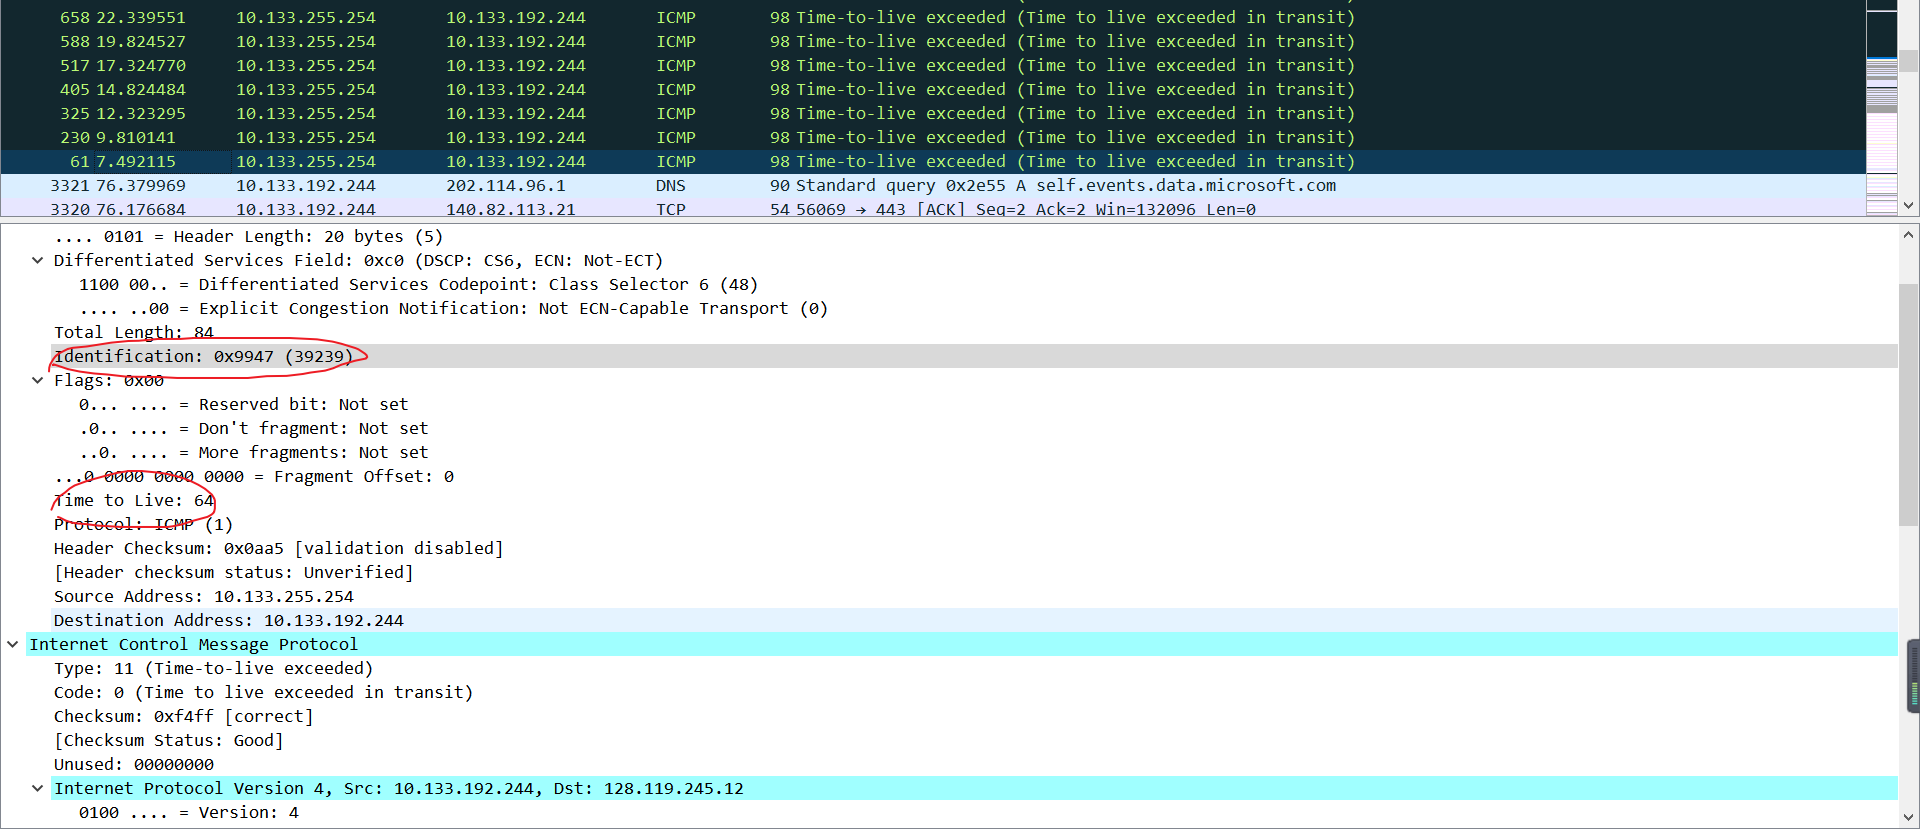 658 22.339551 10.133.255.254 10.133.192.244 ICMP 98 Time-to-live exceeded (Time to live exceeded in transit)
588 19.824527 10.133.255.254 10.133.192.244 ICMP 98 Time-to-live exceeded (Time to live exceeded in transit)
517 17.324770 10.133.255.254 10.133.192.244 ICMP 98 Time-to-live exceeded (Time to live exceeded in transit)
405 14.824484 10.133.255.254 10.133.192.244 ICMP 98 Time-to-live exceeded (Time to live exceeded in transit)
325 12.323295 10.133.255.254 10.133.192.244 ICMP 98 Time-to-live exceeded (Time to live exceeded in transit)
230 9.810141 10.133.255.254 10.133.192.244 ICMP 98 Time-to-live exceeded (Time to live exceeded in transit)
61 7.492115 10.133.255.254 10.133.192.244 ICMP 98 Time-to-live exceeded (Time to live exceeded in transit)
3321 76.379969 10.133.192.244 202.114.96.1 DNS 90 Standard query 0x2e55 A self.events.data.microsoft.com
3320 76.176684 10.133.192.244 140.82.113.21 TCP 54 56069 → 443 [ACK] Seq=2 Ack=2 Win=132096 Len=0
.... 0101 = Header Length: 20 bytes (5)
Differentiated Services Field: 0xc0 (DSCP: CS6, ECN: Not-ECT)
1100 00.. = Differentiated Services Codepoint: Class Selector 6 (48)
.... ..00 = Explicit Congestion Notification: Not ECN-Capable Transport (0)
Total Length: 84
Identification: 0x9947 (39239)
Flags: 0x00
0... .... = Reserved bit: Not set
.0.. .... = Don't fragment: Not set
..0. .... = More fragments: Not set
...0 0000 0000 0000 = Fragment Offset: 0
Time to Live: 64
Protocol: ICMP (1)
Header Checksum: 0x0aa5 [validation disabled]
[Header checksum status: Unverified]
Source Address: 10.133.255.254
Destination Address: 10.133.192.244
Internet Control Message Protocol
Type: 11 (Time-to-live exceeded)
Code: 0 (Time to live exceeded in transit)
Checksum: 0xf4ff [correct]
[Checksum Status: Good]
Unused: 00000000
Internet Protocol Version 4, Src: 10.133.192.244, Dst: 128.119.245.12
0100 .... = Version: 4